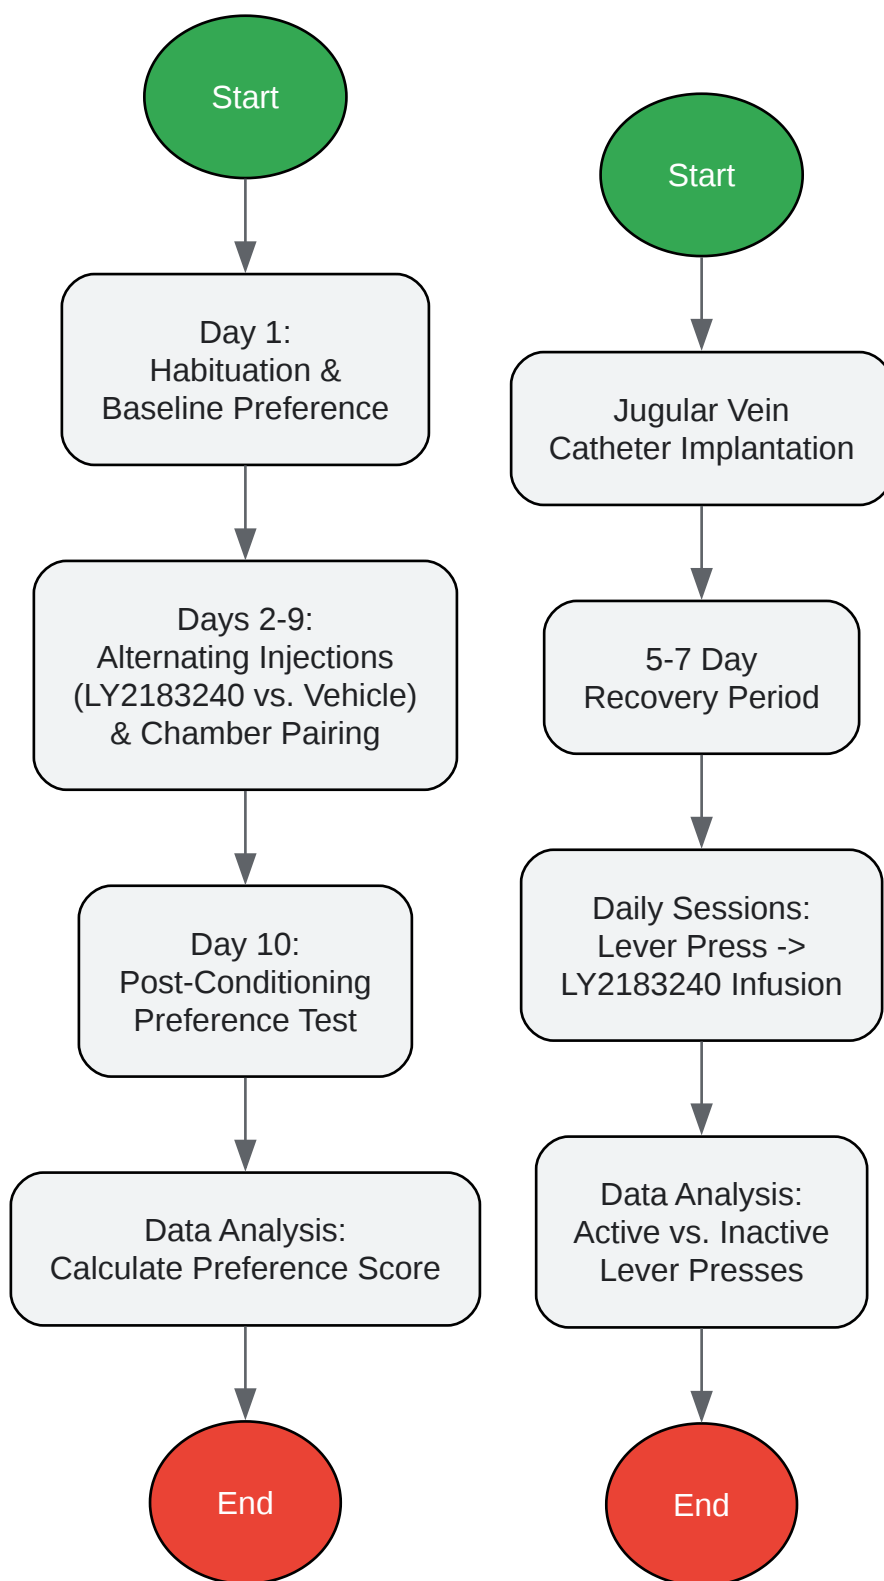 Start
Day 1:
Habituation &
Baseline Preference
Days 2-9:
Alternating Injections
(LY2183240 vs. Vehicle)
& Chamber Pairing
Day 10:
Post-Conditioning
Preference Test
Data Analysis:
Calculate Preference Score
End
Start
Jugular Vein
Catheter Implantation
5-7 Day
Recovery Period
Daily Sessions:
Lever Press ->
LY2183240 Infusion
Data Analysis:
Active vs. Inactive
Lever Presses
End